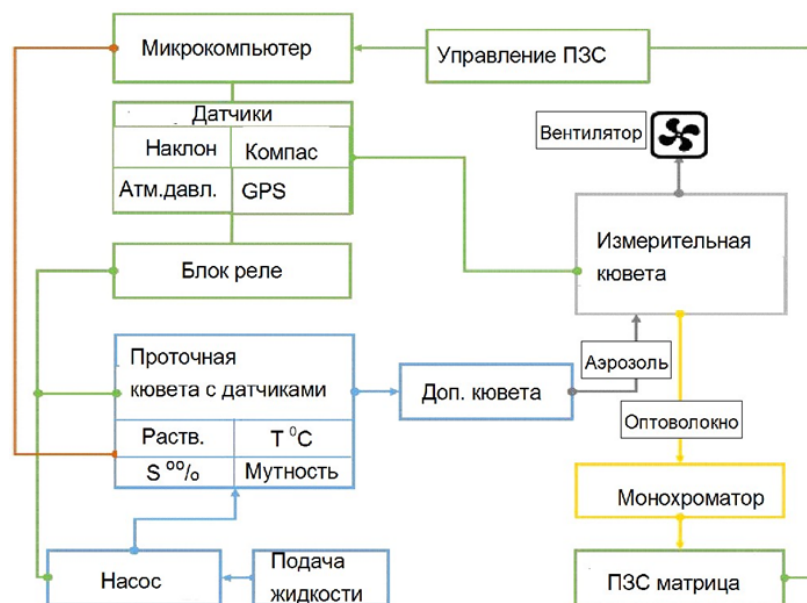 Микрокомпьютер
Управление ПЗС
Датчики
Наклон
Компас
Атм.давл.
GPS
Вентилятор
Измерительная
кювета
Блок реле
Проточная
кювета с датчиками
Раств.
T ⁰C
S ⁰⁰/₀
Мутность
Доп. кювета
Аэрозоль
Оптоволокно
Монохроматор
Насос
Подача
жидкости
ПЗС матрица